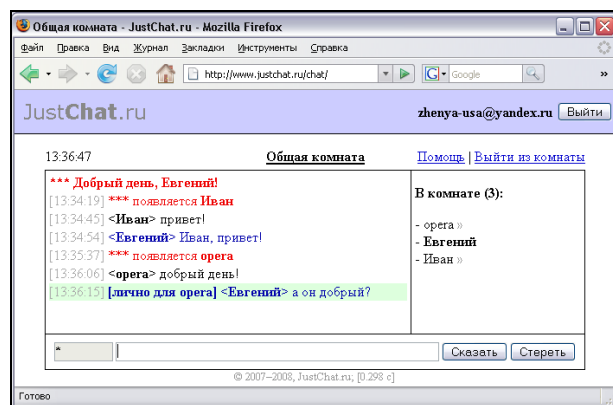 Общая комната - JustChat.ru - Mozilla Firefox
Файл Правка Вид Журнал Закладки Инструменты Справка
http://www.justchat.ru/chat/ G Google »
JustChat.ru zhenya-usa@yandex.ru Выйти
13:36:47 Общая комната Помощь | Выйти из комнаты
*** Добрый день, Евгений!
[13:34:19] *** появляется Иван
[13:34:45] <Иван> привет!
[13:34:54] <Евгений> Иван, привет!
[13:35:37] *** появляется opera
[13:36:06] <opera> добрый день!
[13:36:15] [лично для opera] <Евгений> а он добрый?
В комнате (3):
- opera »
- Евгений
- Иван »
* Сказать Стереть
© 2007–2008, JustChat.ru; [0.298 с]
Готово